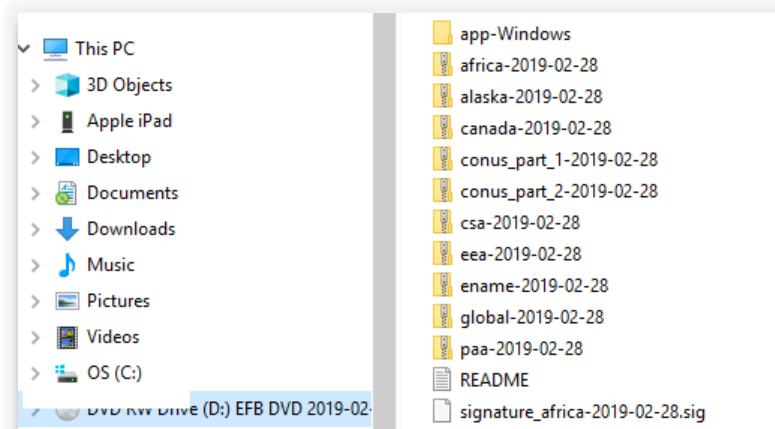 This PC
3D Objects
Apple iPad
Desktop
Documents
Downloads
Music
Pictures
Videos
OS (C:)
DVD RW Drive (D:) EFB DVD 2019-02-
app-Windows
africa-2019-02-28
alaska-2019-02-28
canada-2019-02-28
conus_part_1-2019-02-28
conus_part_2-2019-02-28
csa-2019-02-28
eea-2019-02-28
ename-2019-02-28
global-2019-02-28
paa-2019-02-28
README
signature_africa-2019-02-28.sig